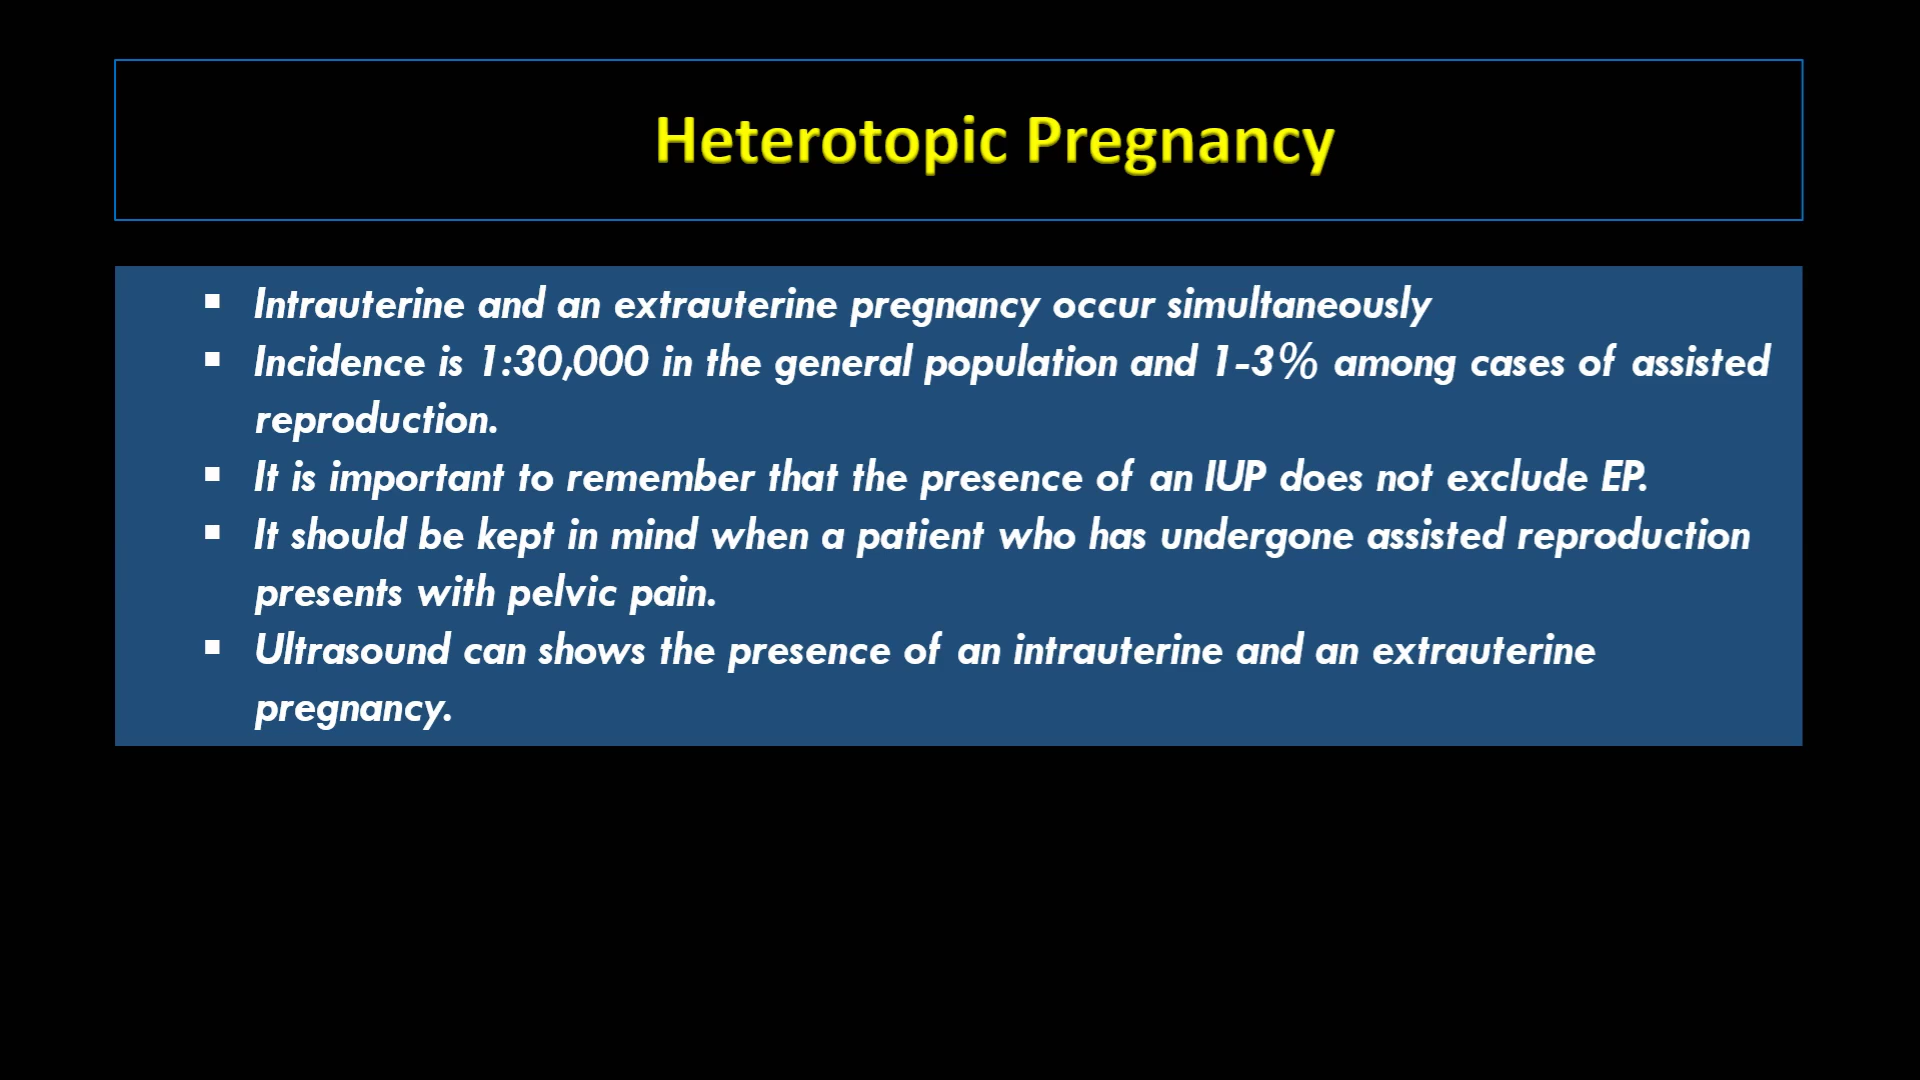 Heterotopic Pregnancy
▪ Intrauterine and an extrauterine pregnancy occur simultaneously
▪ Incidence is 1:30,000 in the general population and 1-3% among cases of assisted
reproduction.
▪ It is important to remember that the presence of an IUP does not exclude EP.
▪ It should be kept in mind when a patient who has undergone assisted reproduction
presents with pelvic pain.
▪ Ultrasound can shows the presence of an intrauterine and an extrauterine
pregnancy.